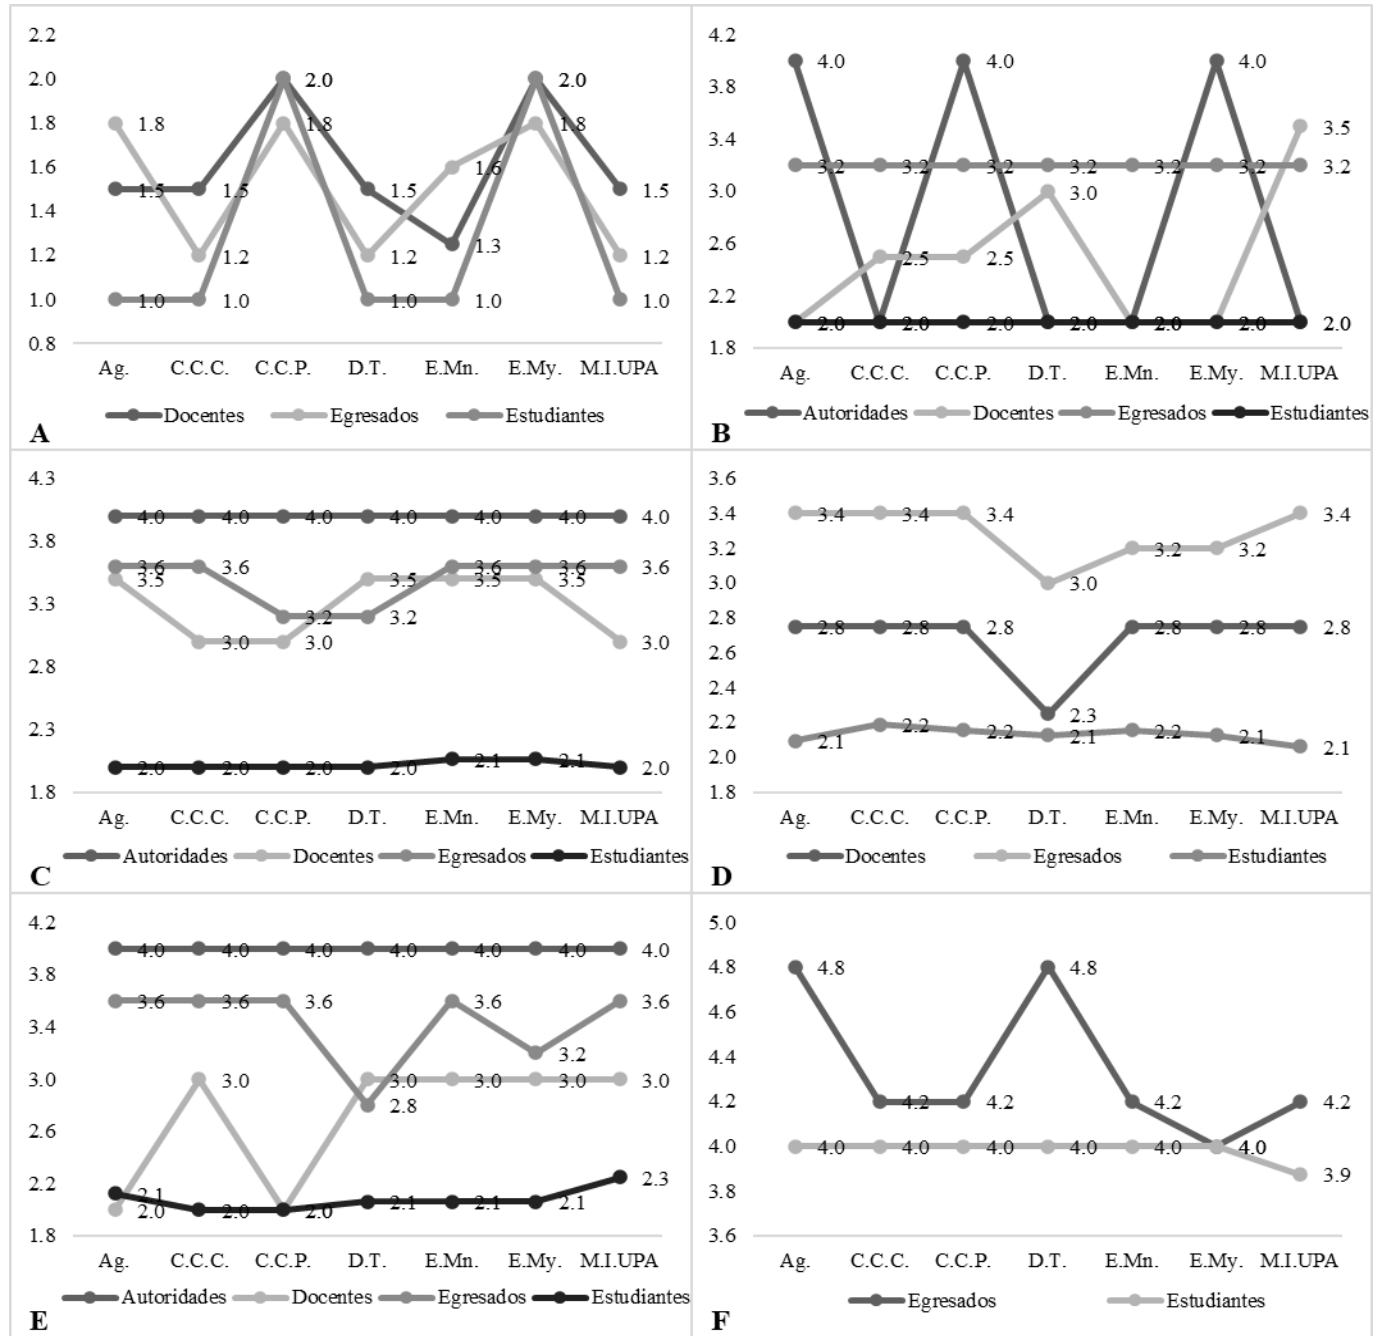 2.2
2.0
1.8
1.6
1.4
1.2
1.0
0.8
1.5 1.5 2.0 1.5 1.3 2.0 1.5
1.8 1.2 1.8 1.2 1.6 1.8 1.2
1.0 1.0 1.0 1.0 1.0
Ag. C.C.C. C.C.P. D.T. E.Mn. E.My. M.I.UPA
Docentes Egresados Estudiantes
A
4.2
3.8
3.4
3.0
2.6
2.2
1.8
4.0 4.0 4.0
3.5
3.2 3.2 3.2 3.2 3.2 3.2 3.2
3.0
2.5 2.5
2.0 2.0 2.0 2.0 2.0 2.0 2.0
Ag. C.C.C. C.C.P. D.T. E.Mn. E.My. M.I.UPA
Autoridades Docentes Egresados Estudiantes
B
4.3
3.8
3.3
2.8
2.3
1.8
4.0 4.0 4.0 4.0 4.0 4.0 4.0
3.6 3.6 3.2 3.2 3.6 3.6 3.6
3.5 3.0 3.0 3.5 3.5 3.5 3.0
2.0 2.0 2.0 2.0 2.1 2.1 2.0
Ag. C.C.C. C.C.P. D.T. E.Mn. E.My. M.I.UPA
Autoridades Docentes Egresados Estudiantes
C
3.6
3.4
3.2
3.0
2.8
2.6
2.4
2.2
2.0
1.8
3.4 3.4 3.4 3.0 3.2 3.2 3.4
2.8 2.8 2.8 2.3 2.8 2.8 2.8
2.1 2.2 2.2 2.1 2.2 2.1 2.1
Ag. C.C.C. C.C.P. D.T. E.Mn. E.My. M.I.UPA
Docentes Egresados Estudiantes
D
4.2
3.8
3.4
3.0
2.6
2.2
1.8
4.0 4.0 4.0 4.0 4.0 4.0 4.0
3.6 3.6 3.6 2.8 3.6 3.2 3.6
2.0 3.0 3.0 3.0 3.0 3.0
2.1 2.0 2.0 2.1 2.1 2.1 2.3
Ag. C.C.C. C.C.P. D.T. E.Mn. E.My. M.I.UPA
Autoridades Docentes Egresados Estudiantes
E
5.0
4.8
4.6
4.4
4.2
4.0
3.8
3.6
4.8 4.2 4.2 4.8 4.2 4.2
4.0 4.0 4.0 4.0 4.0 4.0 3.9
Ag. C.C.C. C.C.P. D.T. E.Mn. E.My. M.I.UPA
Egresados Estudiantes
F